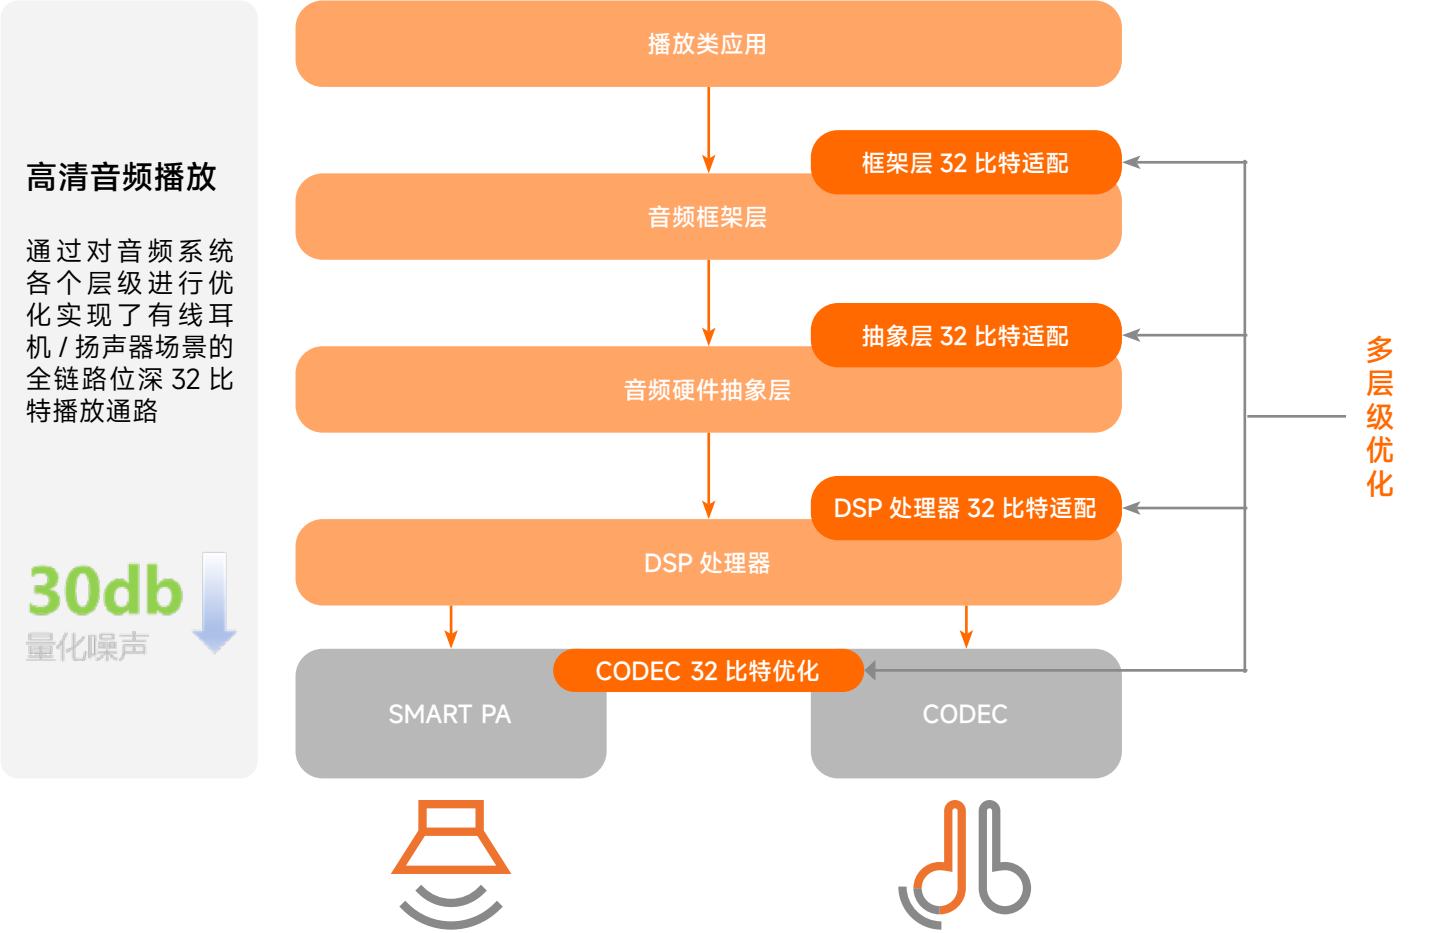 高清音频播放
通过对音频系统
各个层级进行优
化实现了有线耳
机 / 扬声器场景的
全链路位深 32 比
特播放通路
30db
量化噪声
播放类应用
框架层 32 比特适配
音频框架层
抽象层 32 比特适配
音频硬件抽象层
DSP 处理器 32 比特适配
DSP 处理器
CODEC 32 比特优化
SMART PA
CODEC
多
层
级
优
化